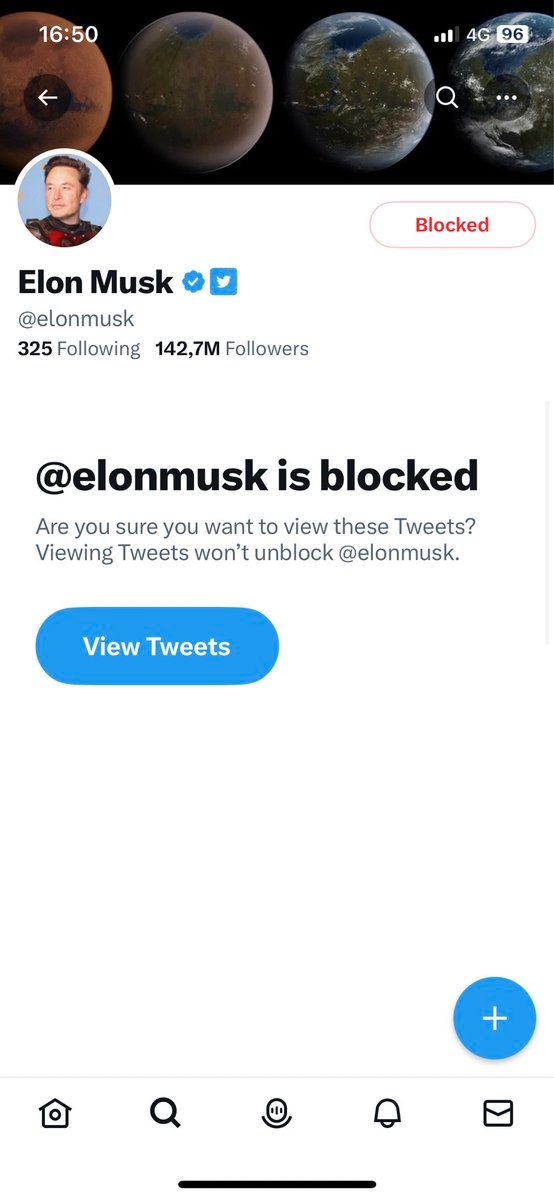 16:50
4G 96
Blocked
Elon Musk
@elonmusk
325 Following 142,7M Followers
@elonmusk is blocked
Are you sure you want to view these Tweets?
Viewing Tweets won’t unblock @elonmusk.
View Tweets